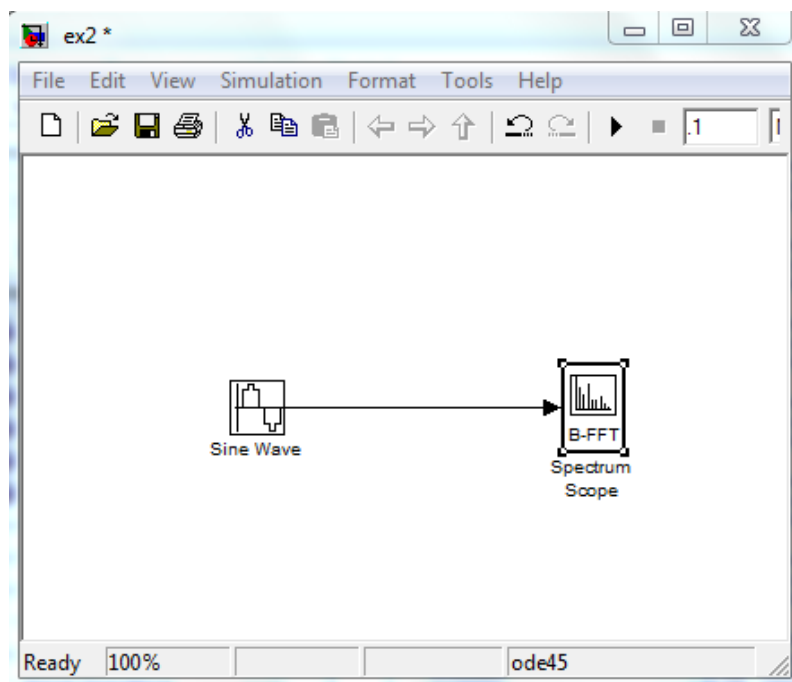 ex2 *
File Edit View Simulation Format Tools Help
.1
Sine Wave
B-FFT
Spectrum
Scope
Ready 100% ode45